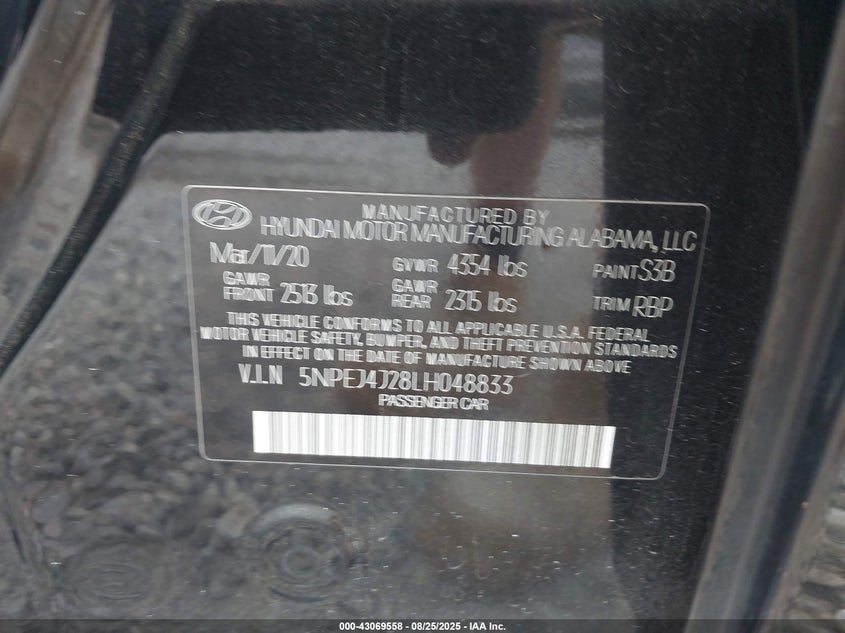 MANUFACTURED BY
HYUNDAI MOTOR MANUFACTURING ALABAMA, LLC
Mar/11/20 GVWR 4354 lbs PAINT S3B
GAWR FRONT 2513 lbs GAWR REAR 2315 lbs TRIM RBP
THIS VEHICLE CONFORMS TO ALL APPLICABLE U.S.A. FEDERAL
MOTOR VEHICLE SAFETY, BUMPER, AND THEFT PREVENTION STANDARDS
IN EFFECT ON THE DATE OF MANUFACTURE SHOWN ABOVE.
V.I.N 5NPEJ4J28LH048833
PASSENGER CAR
000-43069558 - 08/25/2025 - IAA Inc.